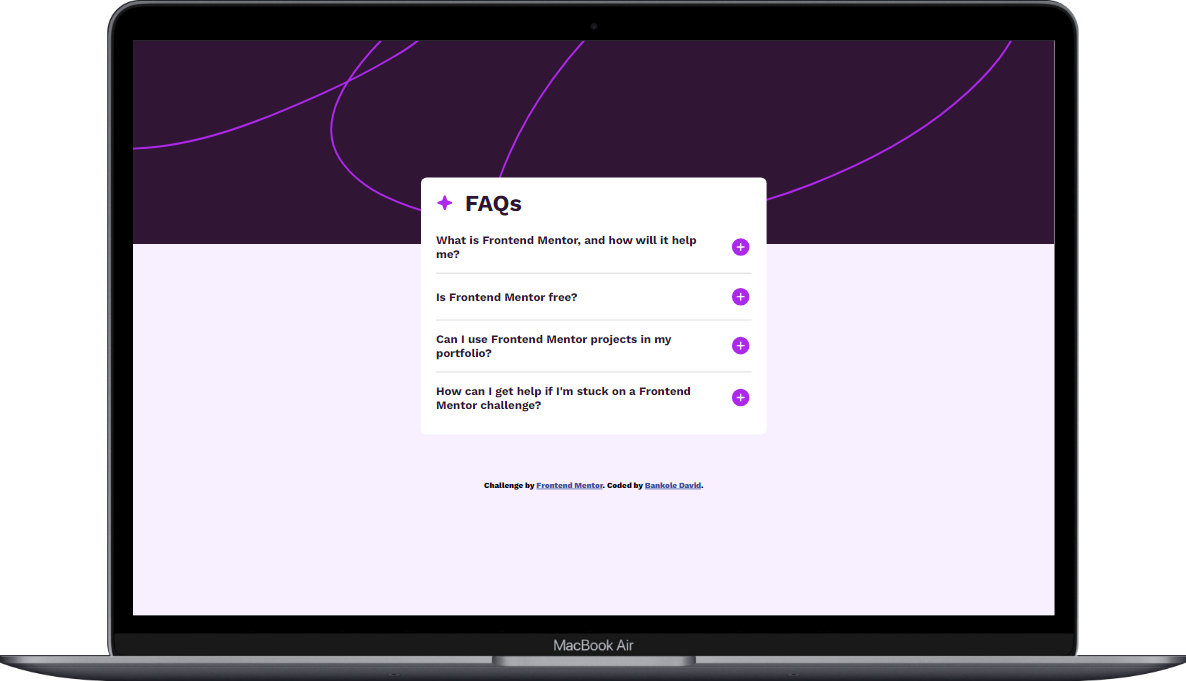 FAQs
What is Frontend Mentor, and how will it help
me?
Is Frontend Mentor free?
Can I use Frontend Mentor projects in my
portfolio?
How can I get help if I'm stuck on a Frontend
Mentor challenge?
Challenge by Frontend Mentor. Coded by Bankole David.
MacBook Air